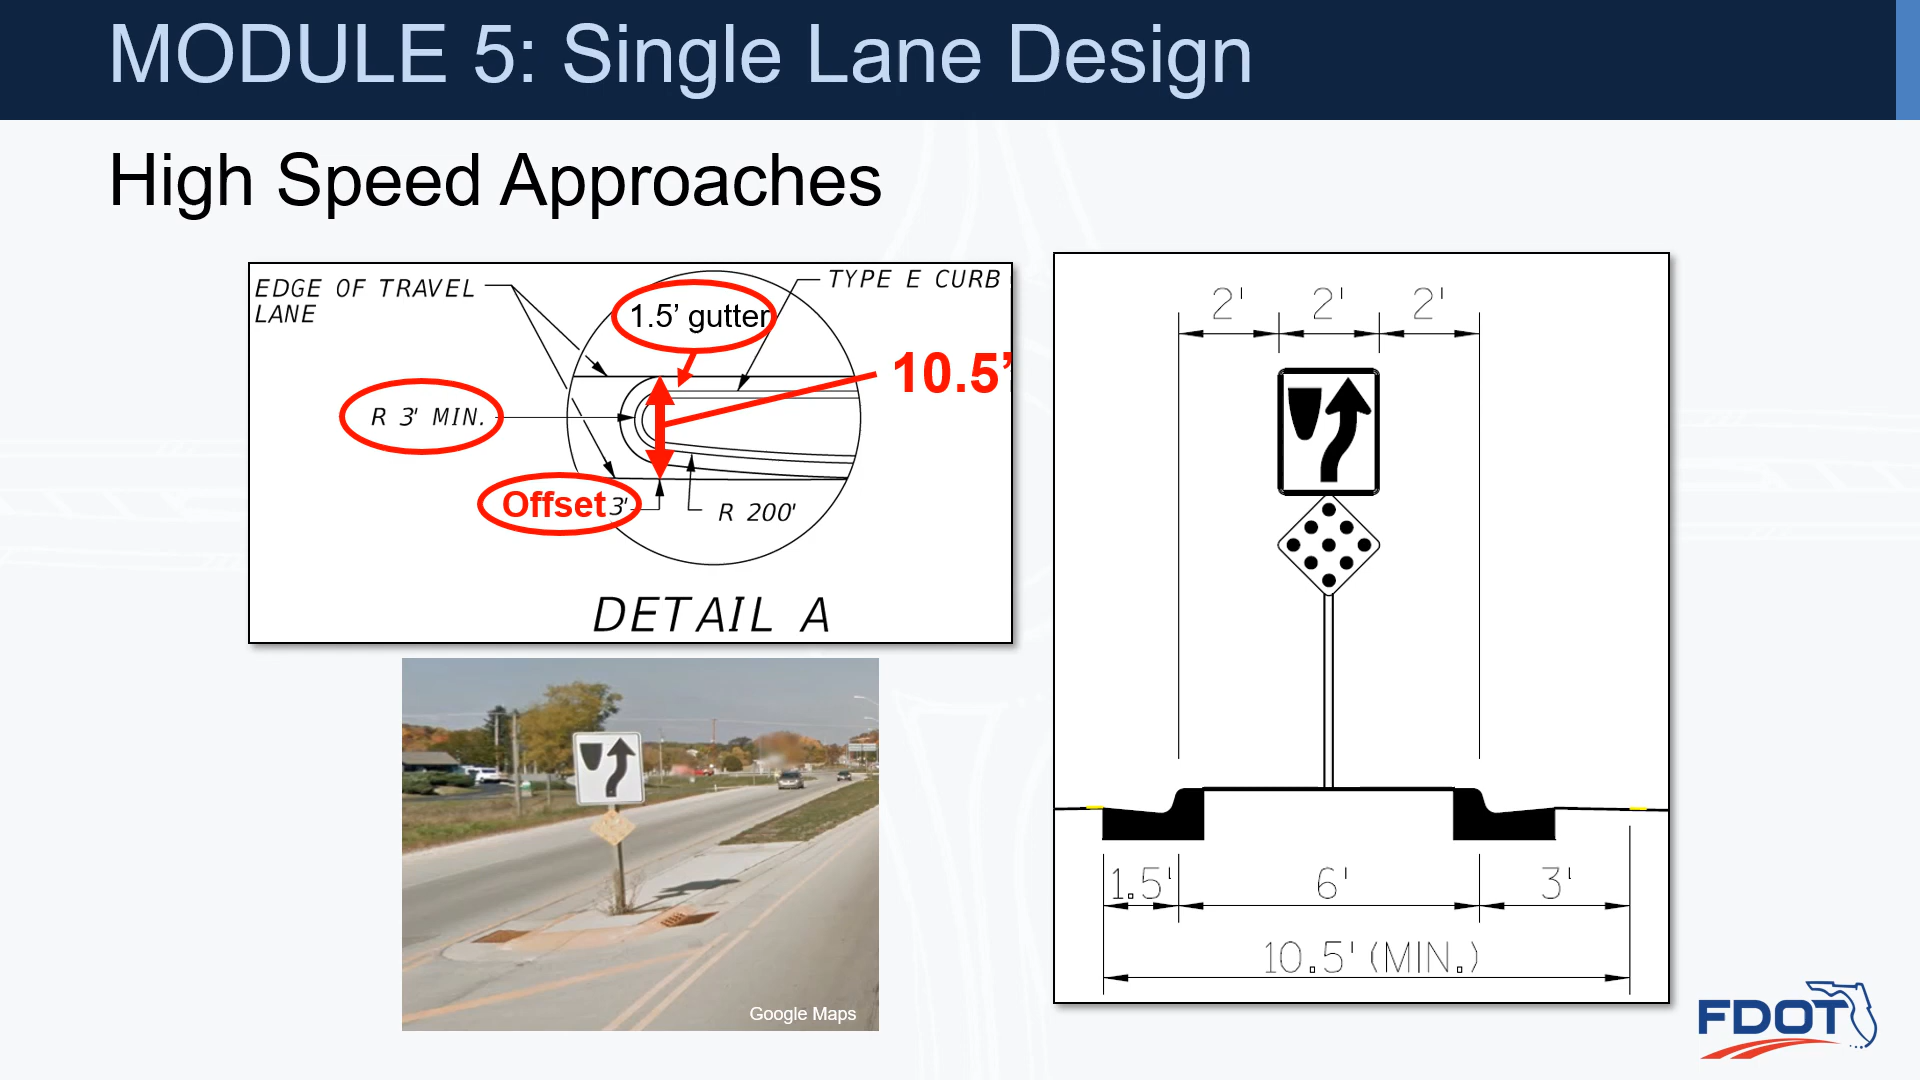 MODULE 5: Single Lane Design
High Speed Approaches
EDGE OF TRAVEL
LANE
TYPE E CURB
1.5’ gutter
10.5’
R 3' MIN.
Offset 3'
R 200'
DETAIL A
Google Maps
2' 2' 2'
1.5' 6' 3'
10.5' (MIN.)
FDOT